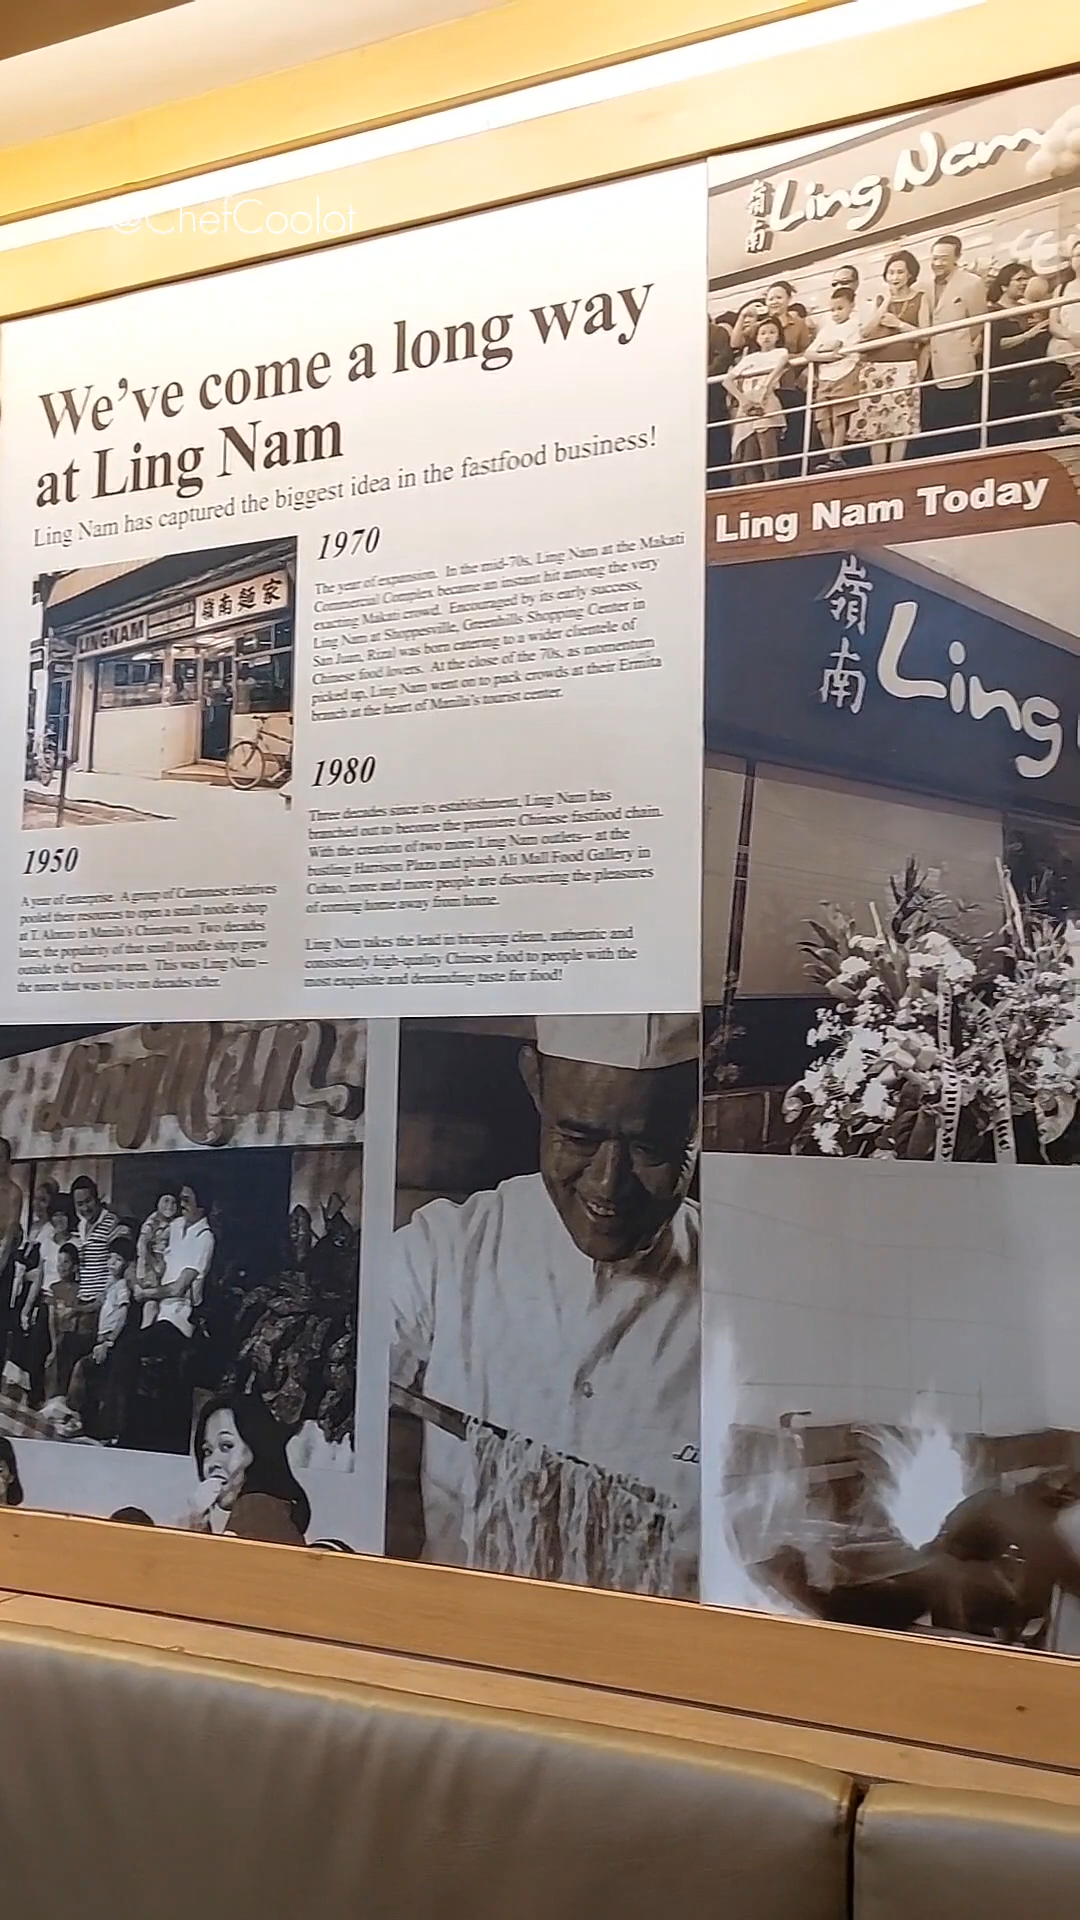 @ChefCoolot
We've come a long way
at Ling Nam
Ling Nam has captured the biggest idea in the fastfood business!
LINGNAM
嶺南麵家
1950
A year of enterprise. A group of Cantonese relatives
pooled their resources to open a small noodle shop
at T. Alonzo in Manila's Chinatown. Two decades
later, the popularity of that small noodle shop grew
outside the Chinatown area. This was Ling Nam –
the name that was to live on decades after.
1970
The year of expansion. In the mid-70s, Ling Nam at the Makati
Commercial Complex became an instant hit among the very
exacting Makati crowd. Encouraged by its early success,
Ling Nam at Shoppesville, Greenhills Shopping Center in
San Juan, Rizal was born catering to a wider clientele of
Chinese food lovers. At the close of the 70s, as momentum
picked up, Ling Nam went on to pack crowds at their Ermita
branch at the heart of Manila's tourist center.
1980
Three decades since its establishment, Ling Nam has
branched out to become the premiere Chinese fastfood chain.
With the creation of two more Ling Nam outlets– at the
bustling Harrison Plaza and plush Ali Mall Food Gallery in
Cubao, more and more people are discovering the pleasures
of coming home away from home.
Ling Nam takes the lead in bringing clean, authentic and
consistently high-quality Chinese food to people with the
most exquisite and demanding taste for food!
嶺南
Ling Nam
Ling Nam Today
嶺南
Ling
Ling Nam
Li